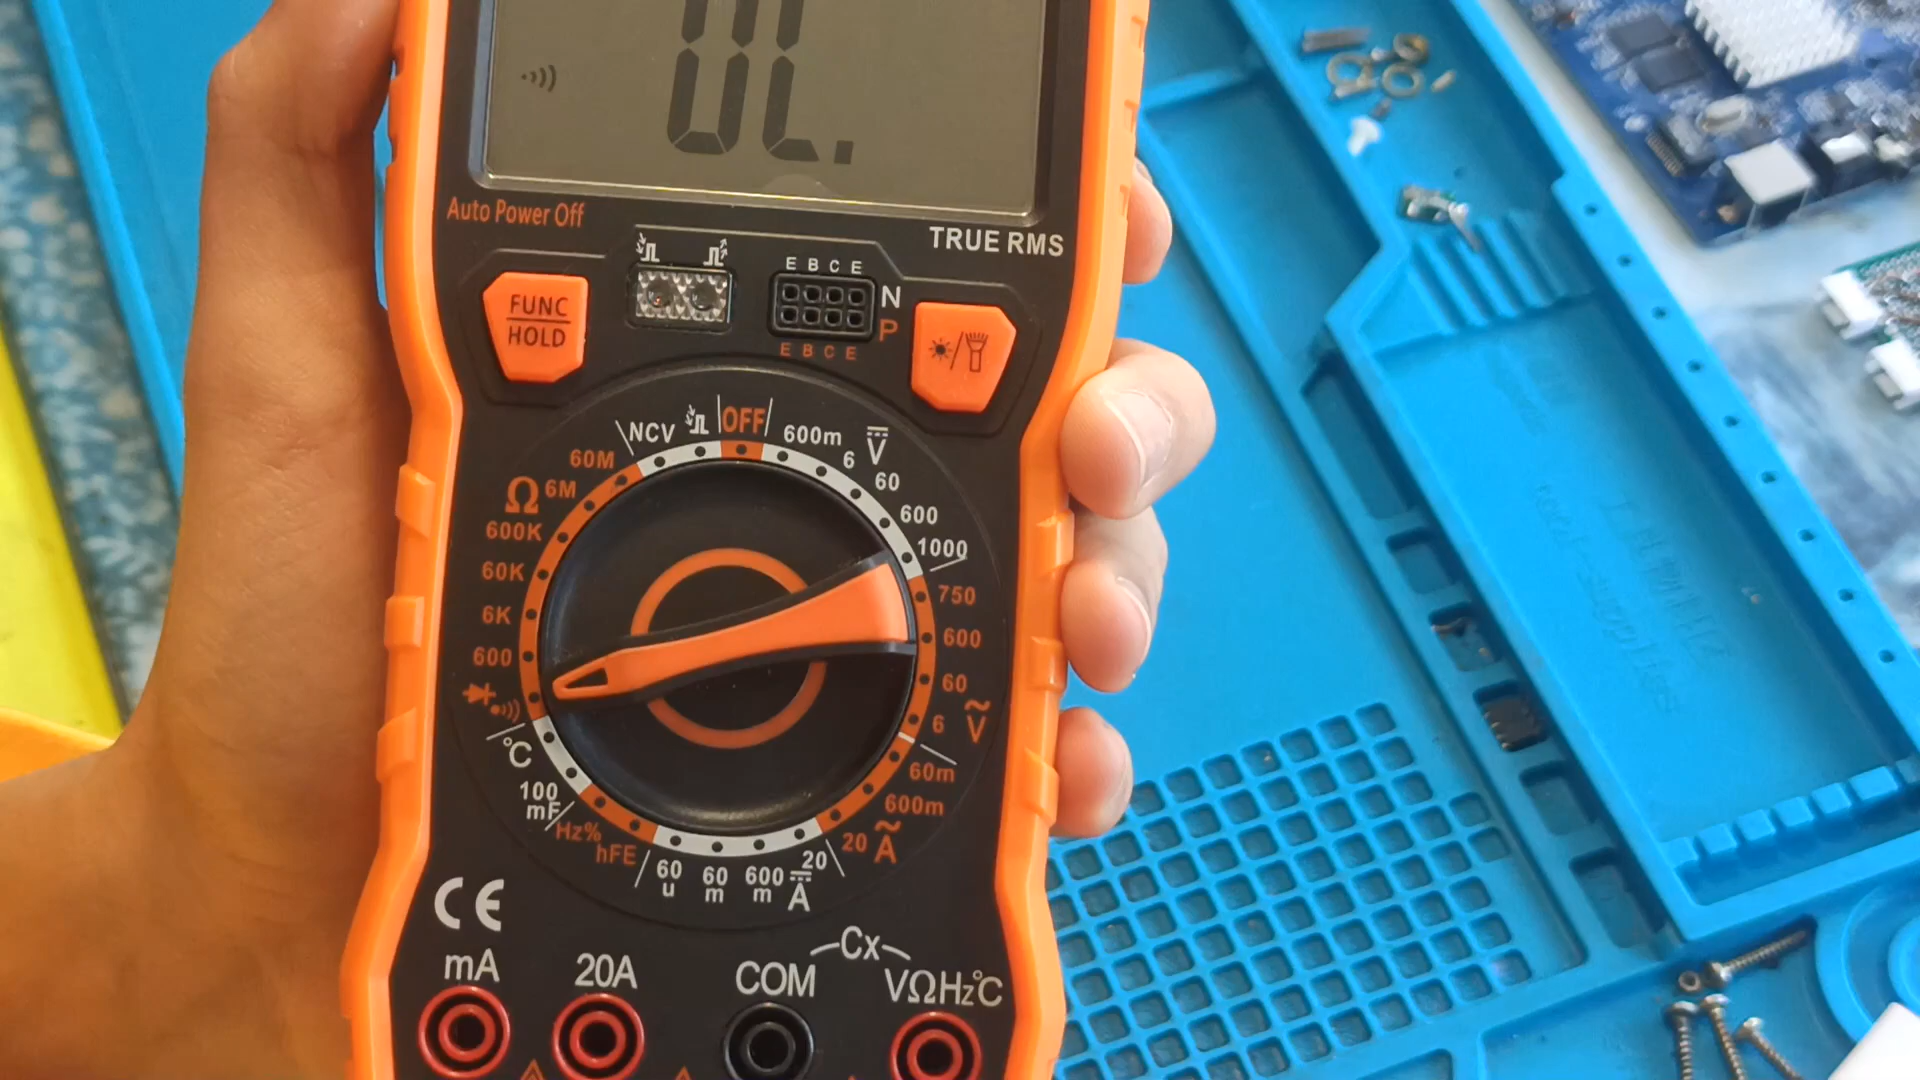 0L.
Auto Power Off
TRUE RMS
E B C E
N
FUNC
HOLD
P
E B C E
NCV
OFF
600m
V
6
60M
60
Ω
6M
600
600K
1000
60K
750
6K
600
600
60
6
V
°C
60m
100
mF
600m
Hz%
20
A
hFE
60
u
60
m
600
m
20
A
CE
Cx
mA
20A
COM
VΩHz°C